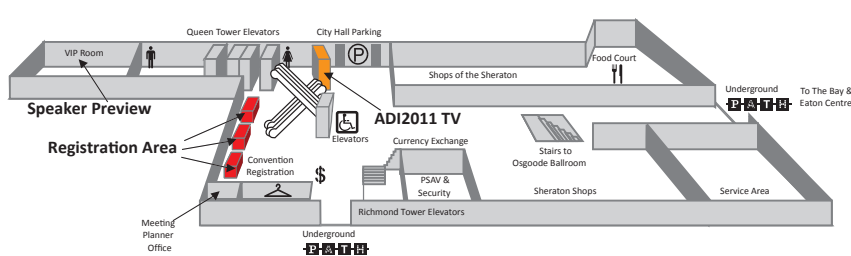 Queen Tower Elevators
City Hall Parking
VIP Room
P
Food Court
Shops of the Sheraton
Underground
PATH
To The Bay &
Eaton Centre
Speaker Preview
ADI2011 TV
Elevators
Registration Area
Currency Exchange
Stairs to
Osgoode Ballroom
Convention
Registration
$
PSAV &
Security
Sheraton Shops
Service Area
Meeting
Planner
Office
Richmond Tower Elevators
Underground
PATH